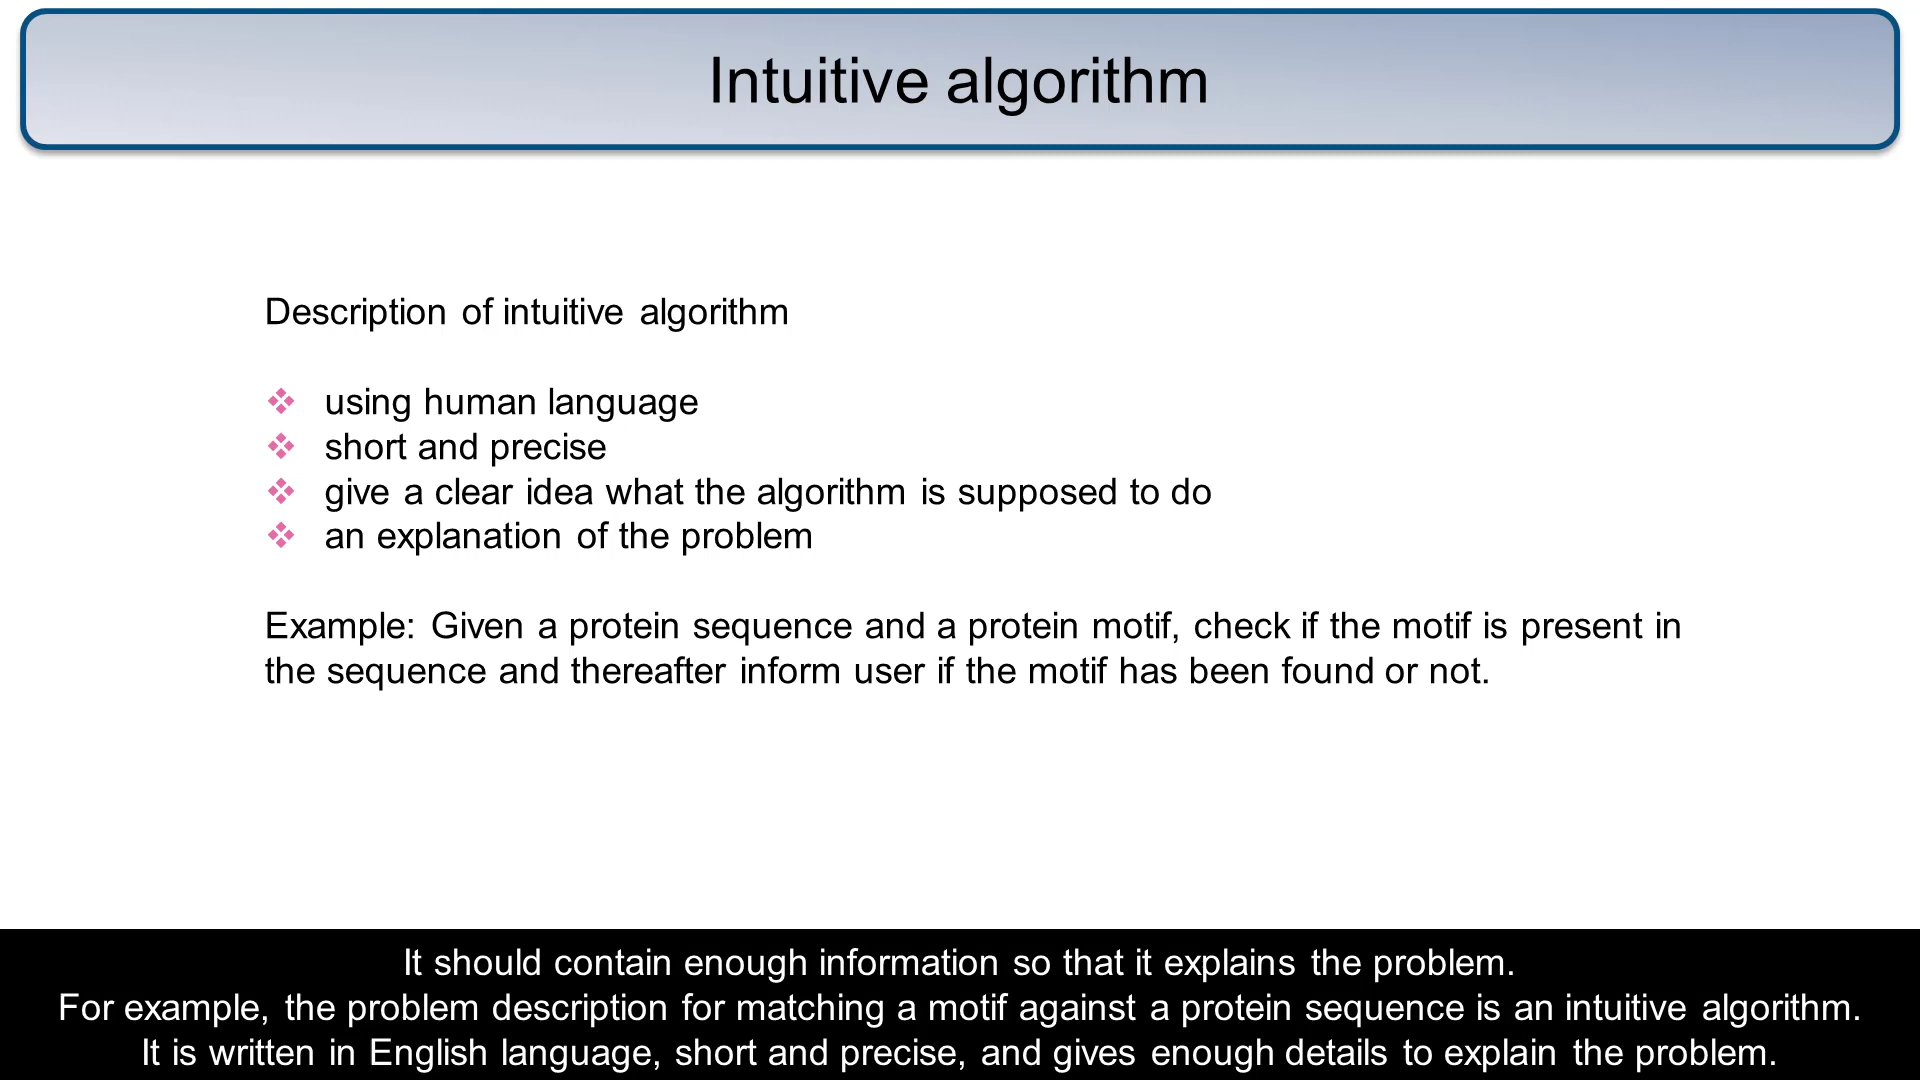 Intuitive algorithm
Description of intuitive algorithm
❖ using human language
❖ short and precise
❖ give a clear idea what the algorithm is supposed to do
❖ an explanation of the problem
Example: Given a protein sequence and a protein motif, check if the motif is present in
the sequence and thereafter inform user if the motif has been found or not.
It should contain enough information so that it explains the problem.
For example, the problem description for matching a motif against a protein sequence is an intuitive algorithm.
It is written in English language, short and precise, and gives enough details to explain the problem.